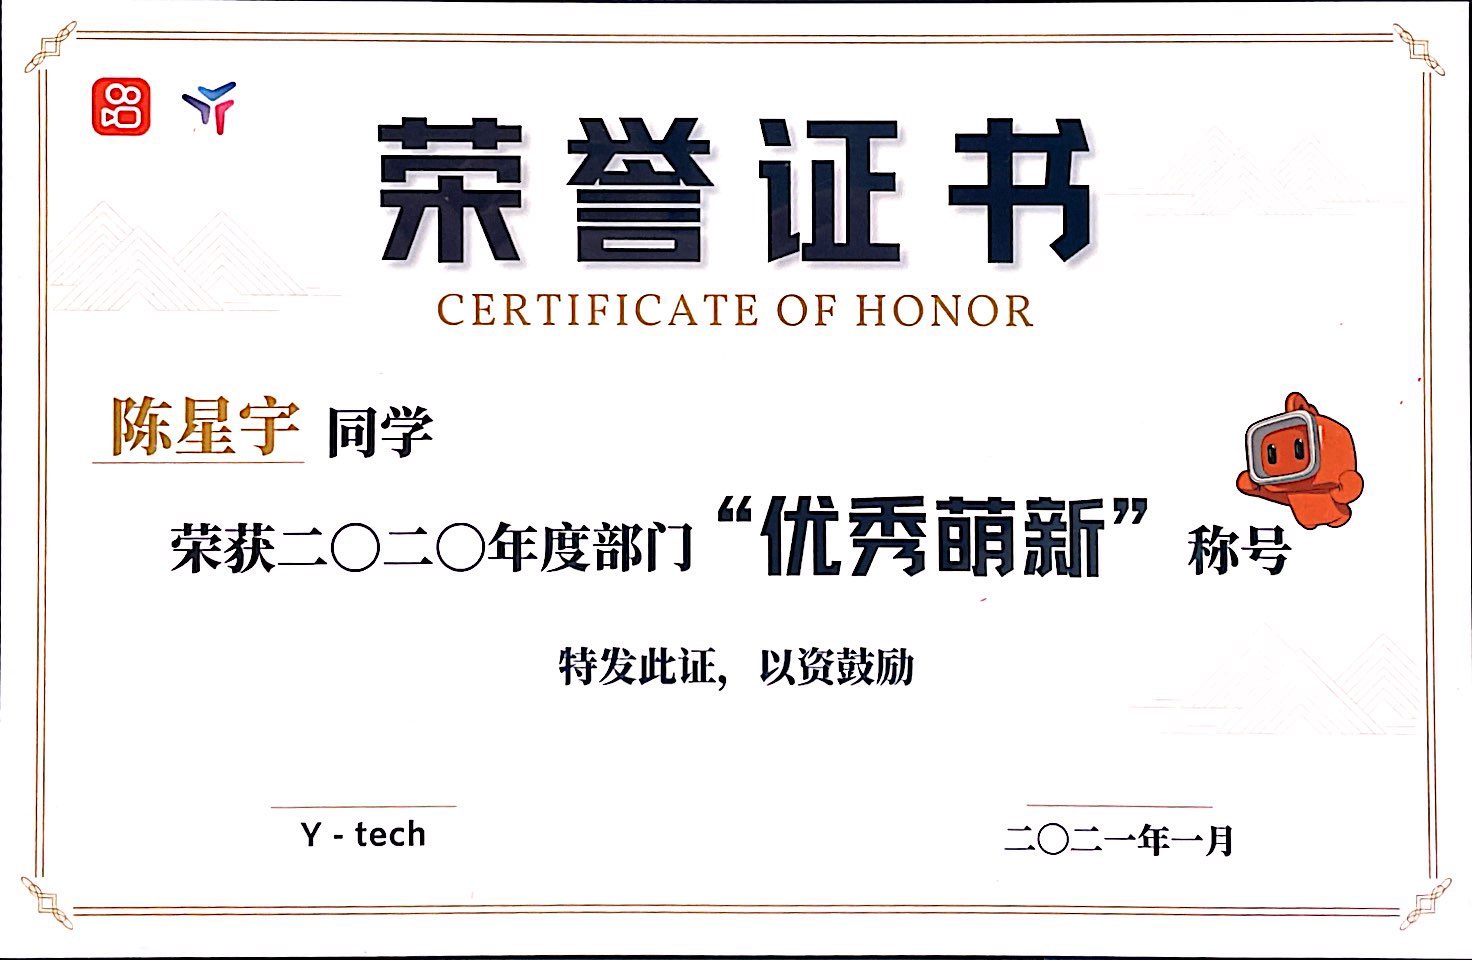 荣誉证书
CERTIFICATE OF HONOR
陈星宇 同学
荣获二〇二〇年度部门“优秀萌新”称号
特发此证，以资鼓励
Y - tech
二〇二一年一月